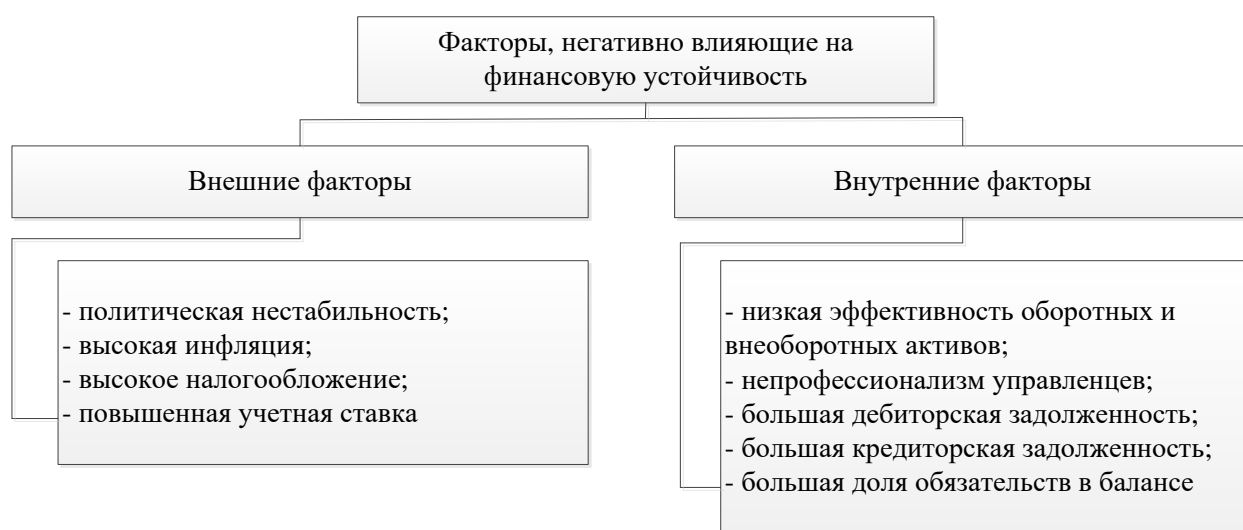 Факторы, негативно влияющие на
финансовую устойчивость
Внешние факторы
- политическая нестабильность;
- высокая инфляция;
- высокое налогообложение;
- повышенная учетная ставка
Внутренние факторы
- низкая эффективность оборотных и
внеоборотных активов;
- непрофессионализм управленцев;
- большая дебиторская задолженность;
- большая кредиторская задолженность;
- большая доля обязательств в балансе